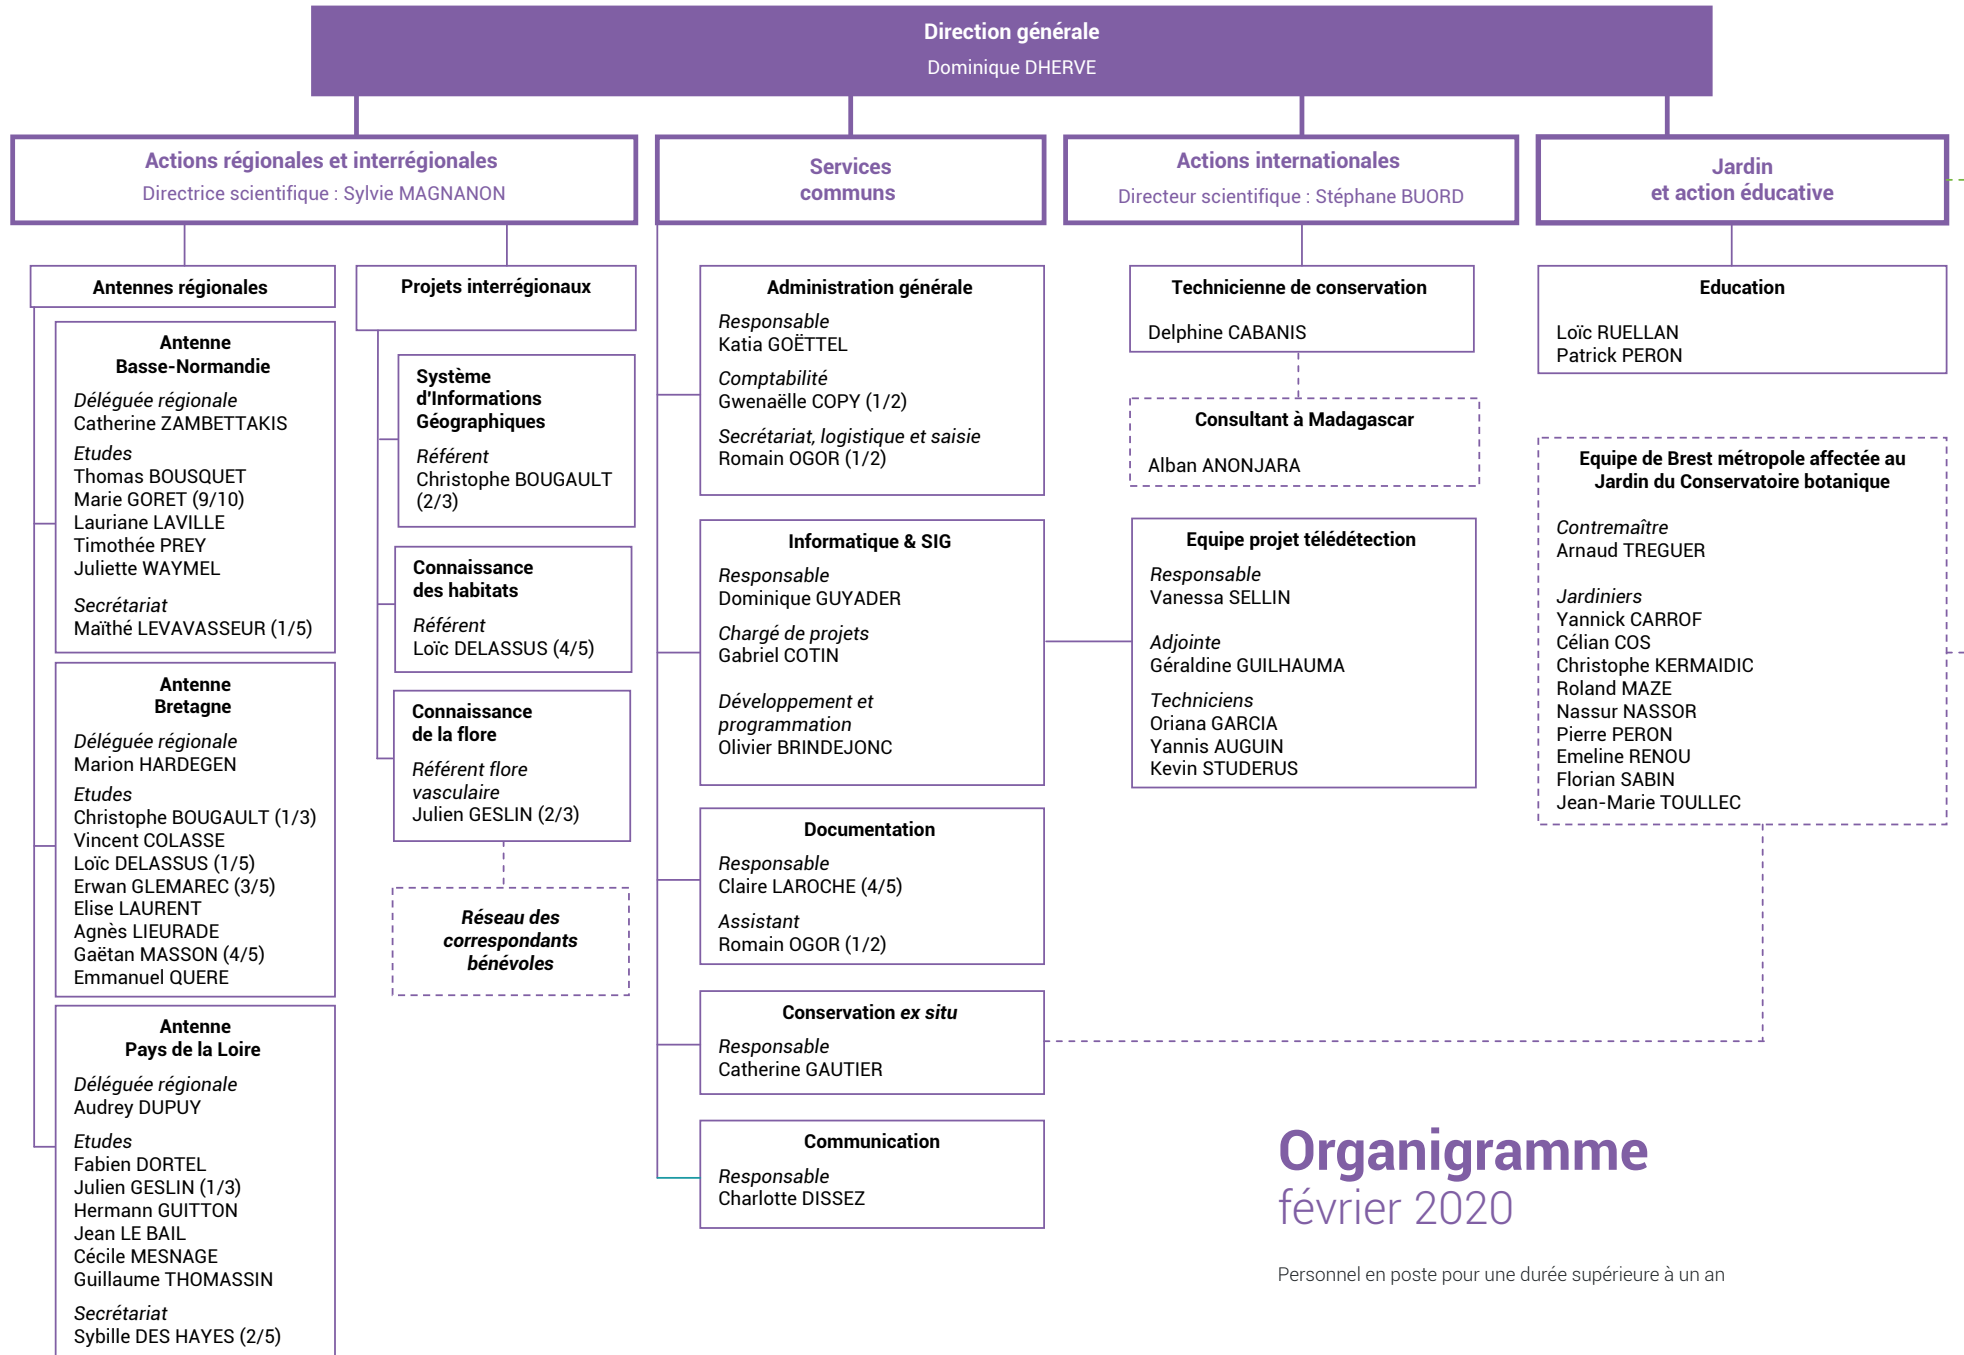 Direction générale
Dominique DHERVE
Actions régionales et interrégionales
Directrice scientifique : Sylvie MAGNANON
Antennes régionales
Antenne
Basse-Normandie
Déléguée régionale
Catherine ZAMBETTAKIS
Etudes
Thomas BOUSQUET
Marie GORET (9/10)
Lauriane LAVILLE
Timothée PREY
Juliette WAYMEL
Secrétariat
Maïthé LEVAVASSEUR (1/5)
Antenne
Bretagne
Déléguée régionale
Marion HARDEGEN
Etudes
Christophe BOUGAULT (1/3)
Vincent COLASSE
Loïc DELASSUS (1/5)
Erwan GLEMAREC (3/5)
Elise LAURENT
Agnès LIEURADE
Gaëtan MASSON (4/5)
Emmanuel QUERE
Antenne
Pays de la Loire
Déléguée régionale
Audrey DUPUY
Etudes
Fabien DORTEL
Julien GESLIN (1/3)
Hermann GUITTON
Jean LE BAIL
Cécile MESNAGE
Guillaume THOMASSIN
Secrétariat
Sybille DES HAYES (2/5)
Projets interrégionaux
Système
d'Informations
Géographiques
Référent
Christophe BOUGAULT
(2/3)
Connaissance
des habitats
Référent
Loïc DELASSUS (4/5)
Connaissance
de la flore
Référent flore
vasculaire
Julien GESLIN (2/3)
Réseau des
correspondants
bénévoles
Services
communs
Administration générale
Responsable
Katia GOËTTEL
Comptabilité
Gwenaëlle COPY (1/2)
Secrétariat, logistique et saisie
Romain OGOR (1/2)
Informatique & SIG
Responsable
Dominique GUYADER
Chargé de projets
Gabriel COTIN
Développement et
programmation
Olivier BRINDEJONC
Documentation
Responsable
Claire LAROCHE (4/5)
Assistant
Romain OGOR (1/2)
Conservation ex situ
Responsable
Catherine GAUTIER
Communication
Responsable
Charlotte DISSEZ
Actions internationales
Directeur scientifique : Stéphane BUORD
Technicienne de conservation
Delphine CABANIS
Consultant à Madagascar
Alban ANONJARA
Equipe projet télédétection
Responsable
Vanessa SELLIN
Adjointe
Géraldine GUILHAUMA
Techniciens
Oriana GARCIA
Yannis AUGUIN
Kevin STUDERUS
Jardin
et action éducative
Education
Loïc RUELLAN
Patrick PERON
Equipe de Brest métropole affectée au
Jardin du Conservatoire botanique
Contremaître
Arnaud TREGUER
Jardiniers
Yannick CARROF
Célian COS
Christophe KERMAIDIC
Roland MAZE
Nassur NASSOR
Pierre PERON
Emeline RENOU
Florian SABIN
Jean-Marie TOULLEC
Organigramme
février 2020
Personnel en poste pour une durée supérieure à un an